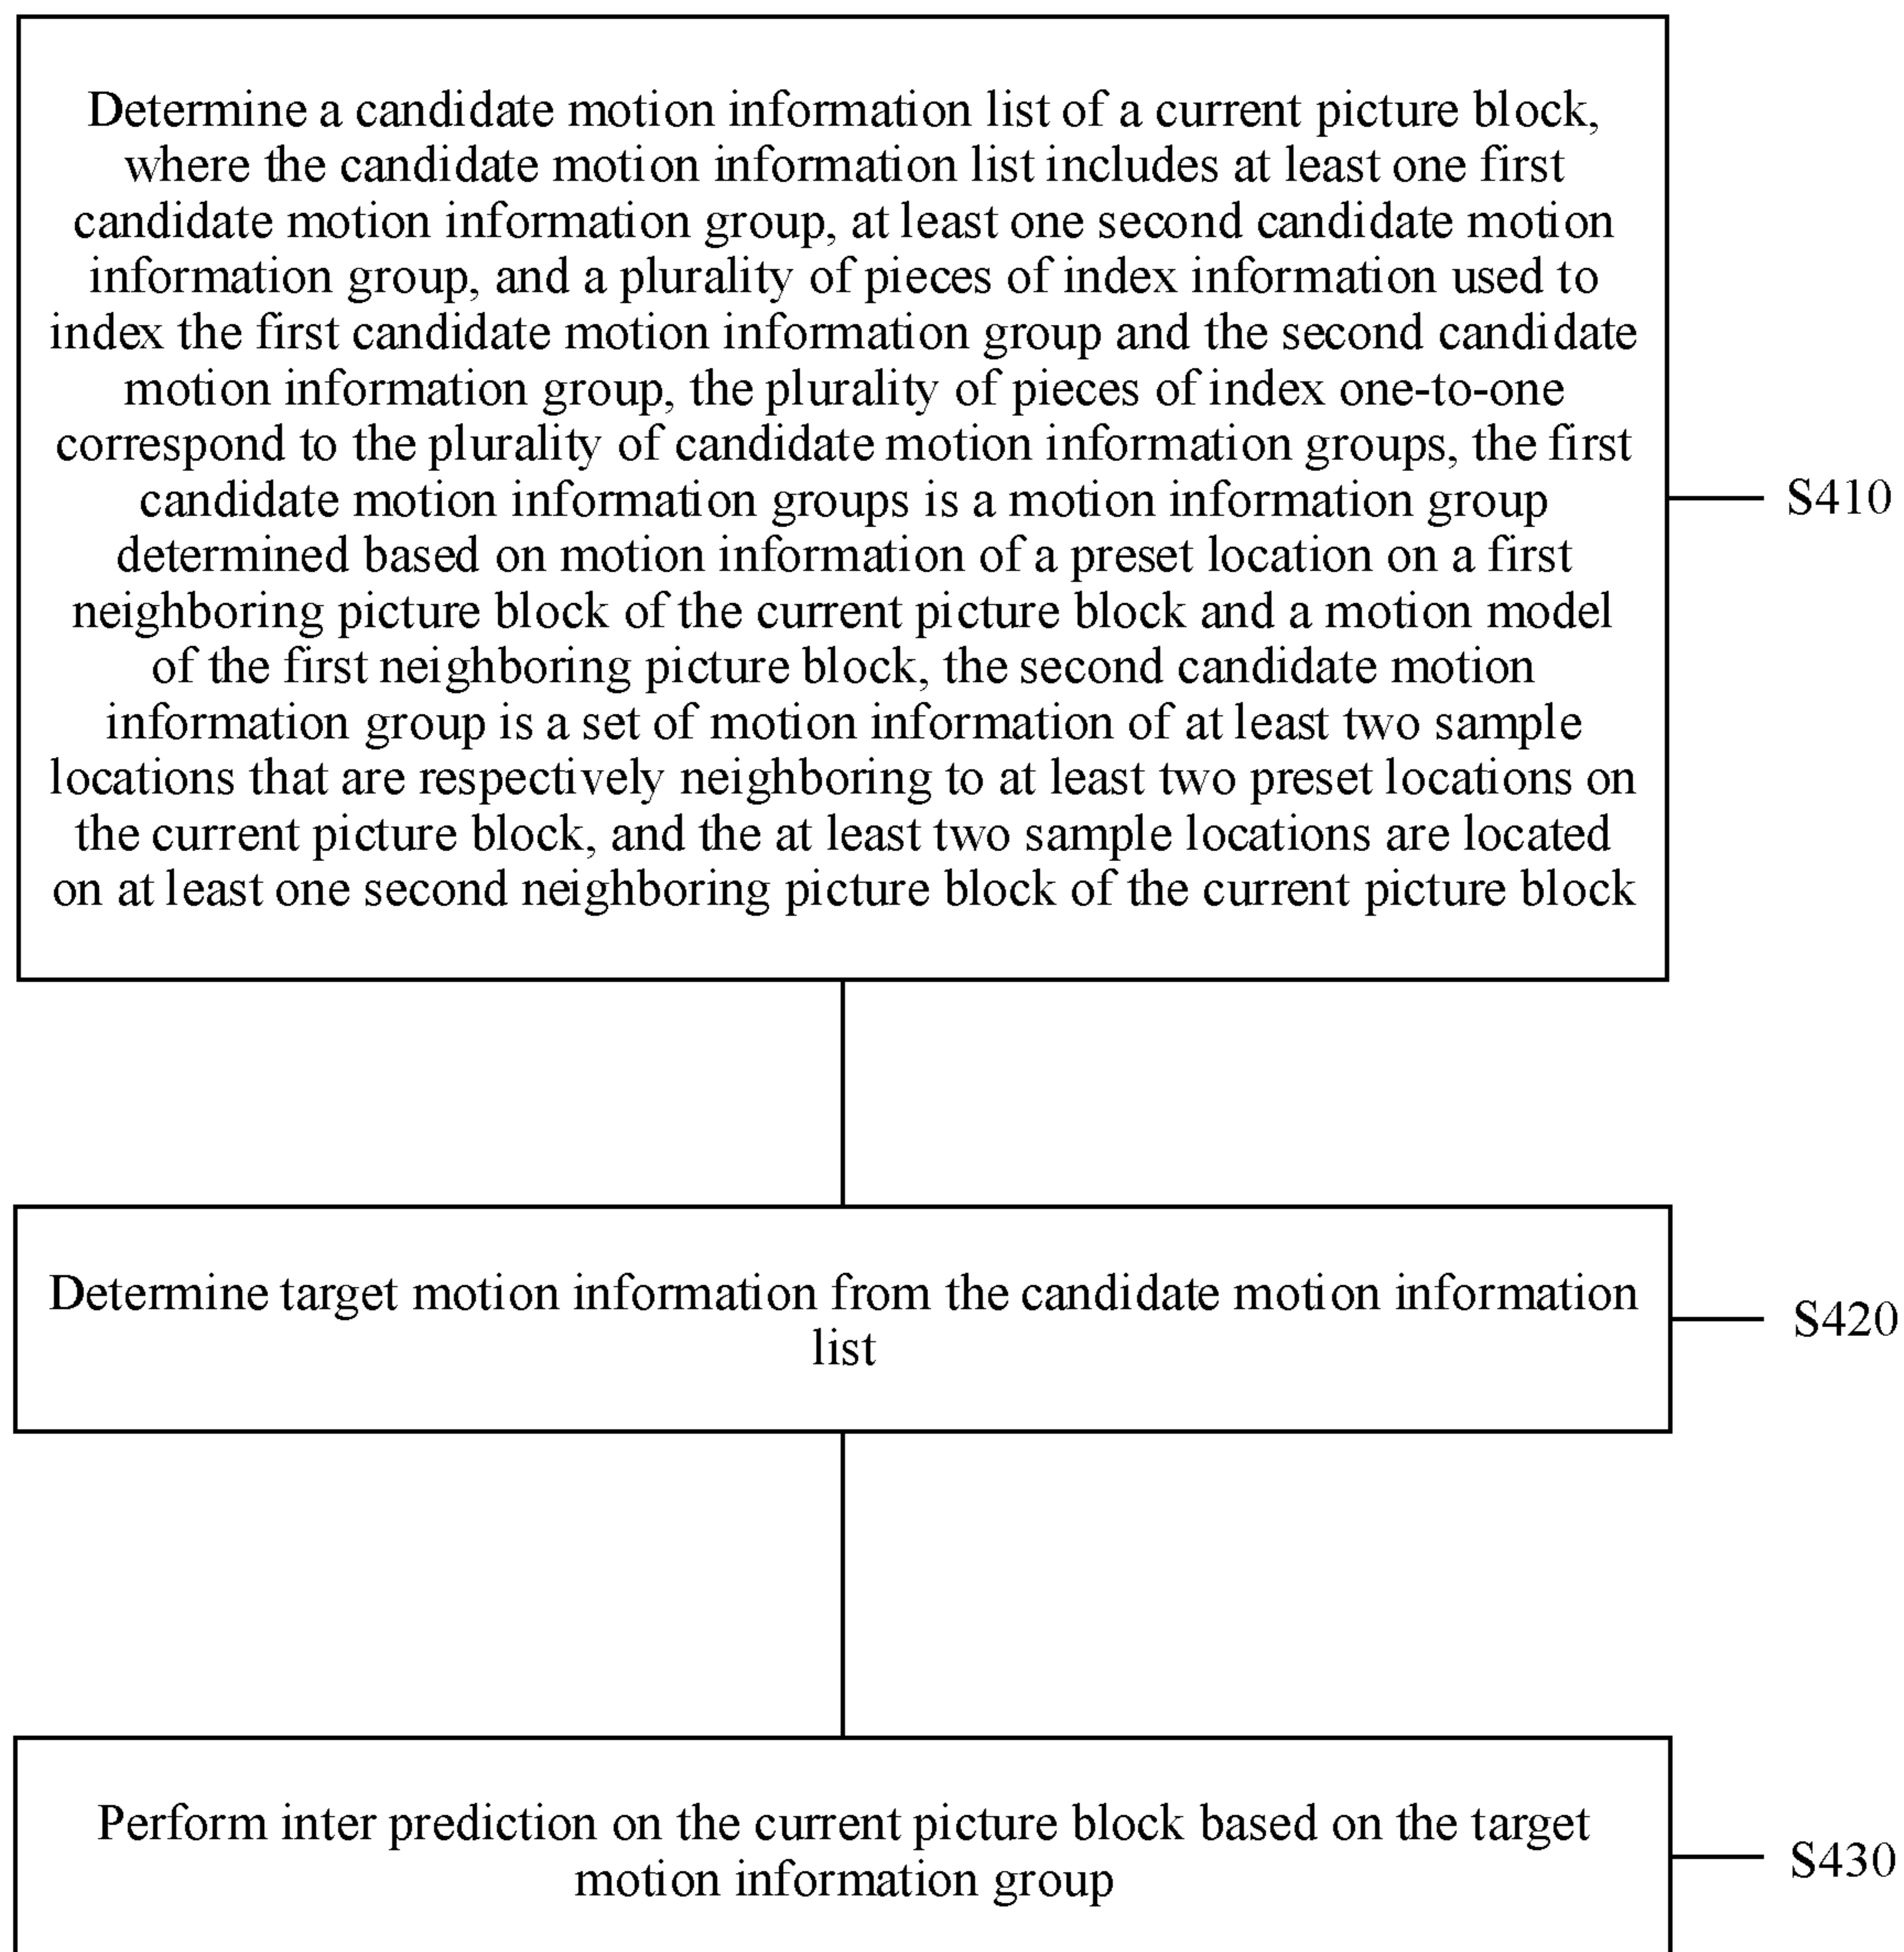 Determine a candidate motion information list of a current picture block,
where the candidate motion information list includes at least one first
candidate motion information group, at least one second candidate motion
information group, and a plurality of pieces of index information used to
index the first candidate motion information group and the second candidate
motion information group, the plurality of pieces of index one-to-one
correspond to the plurality of candidate motion information groups, the first
candidate motion information groups is a motion information group
determined based on motion information of a preset location on a first
neighboring picture block of the current picture block and a motion model
of the first neighboring picture block, the second candidate motion
information group is a set of motion information of at least two sample
locations that are respectively neighboring to at least two preset locations on
the current picture block, and the at least two sample locations are located
on at least one second neighboring picture block of the current picture block
S410
Determine target motion information from the candidate motion information
list
S420
Perform inter prediction on the current picture block based on the target
motion information group
S430